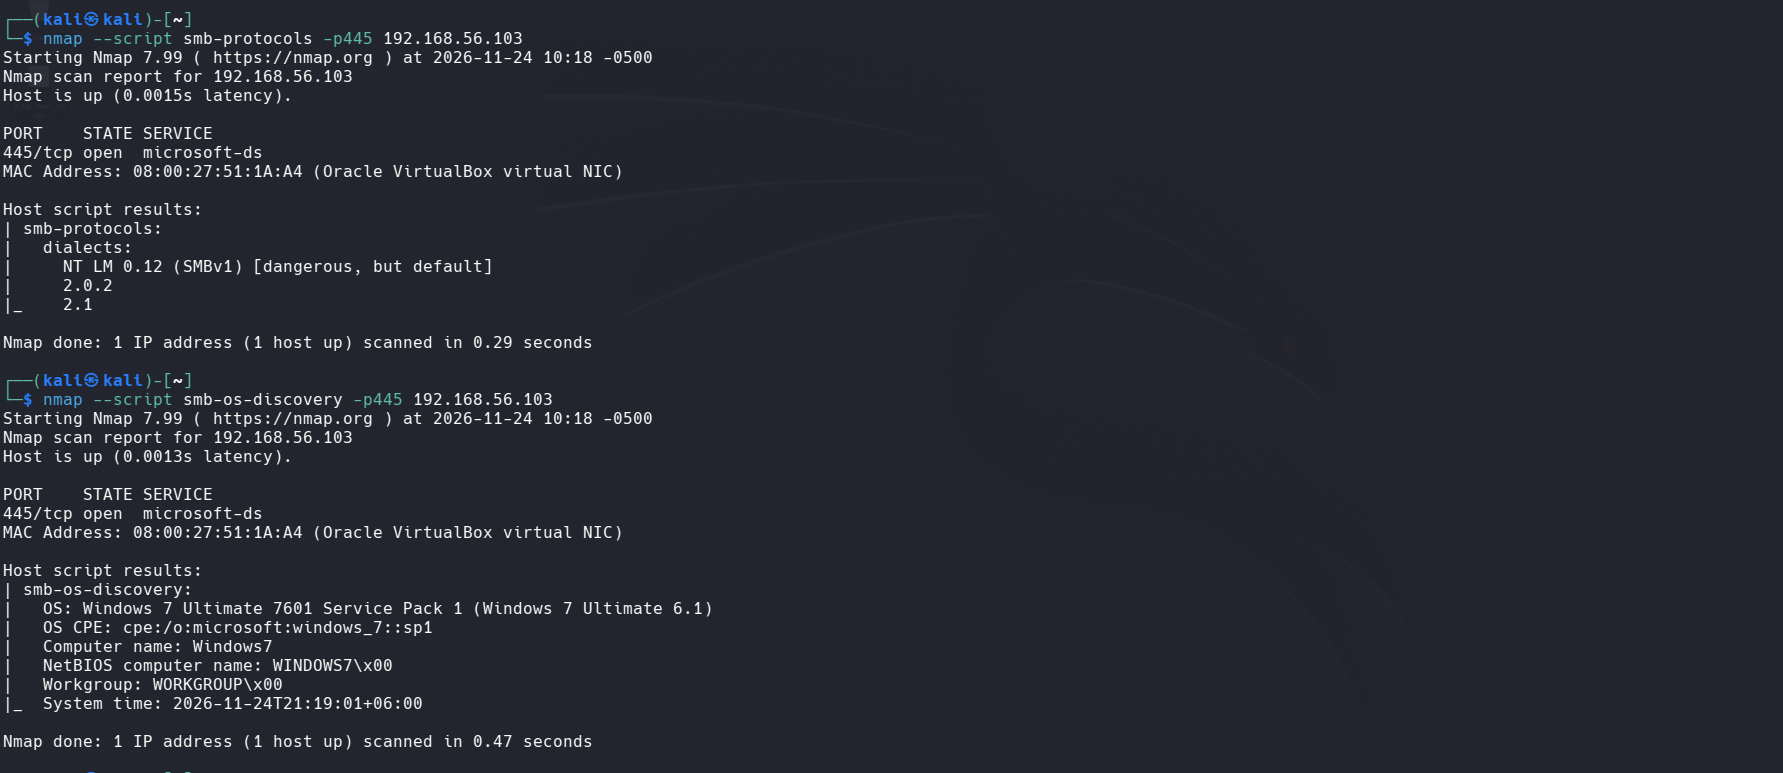 ┌──(kali㉿kali)-[~]
└─$ nmap --script smb-protocols -p445 192.168.56.103
Starting Nmap 7.99 ( https://nmap.org ) at 2026-11-24 10:18 -0500
Nmap scan report for 192.168.56.103
Host is up (0.0015s latency).

PORT    STATE SERVICE
445/tcp open  microsoft-ds
MAC Address: 08:00:27:51:1A:A4 (Oracle VirtualBox virtual NIC)

Host script results:
| smb-protocols:
|   dialects:
|     NT LM 0.12 (SMBv1) [dangerous, but default]
|     2.0.2
|_    2.1

Nmap done: 1 IP address (1 host up) scanned in 0.29 seconds

┌──(kali㉿kali)-[~]
└─$ nmap --script smb-os-discovery -p445 192.168.56.103
Starting Nmap 7.99 ( https://nmap.org ) at 2026-11-24 10:18 -0500
Nmap scan report for 192.168.56.103
Host is up (0.0013s latency).

PORT    STATE SERVICE
445/tcp open  microsoft-ds
MAC Address: 08:00:27:51:1A:A4 (Oracle VirtualBox virtual NIC)

Host script results:
| smb-os-discovery:
|   OS: Windows 7 Ultimate 7601 Service Pack 1 (Windows 7 Ultimate 6.1)
|   OS CPE: cpe:/o:microsoft:windows_7::sp1
|   Computer name: Windows7
|   NetBIOS computer name: WINDOWS7\x00
|   Workgroup: WORKGROUP\x00
|_  System time: 2026-11-24T21:19:01+06:00

Nmap done: 1 IP address (1 host up) scanned in 0.47 seconds